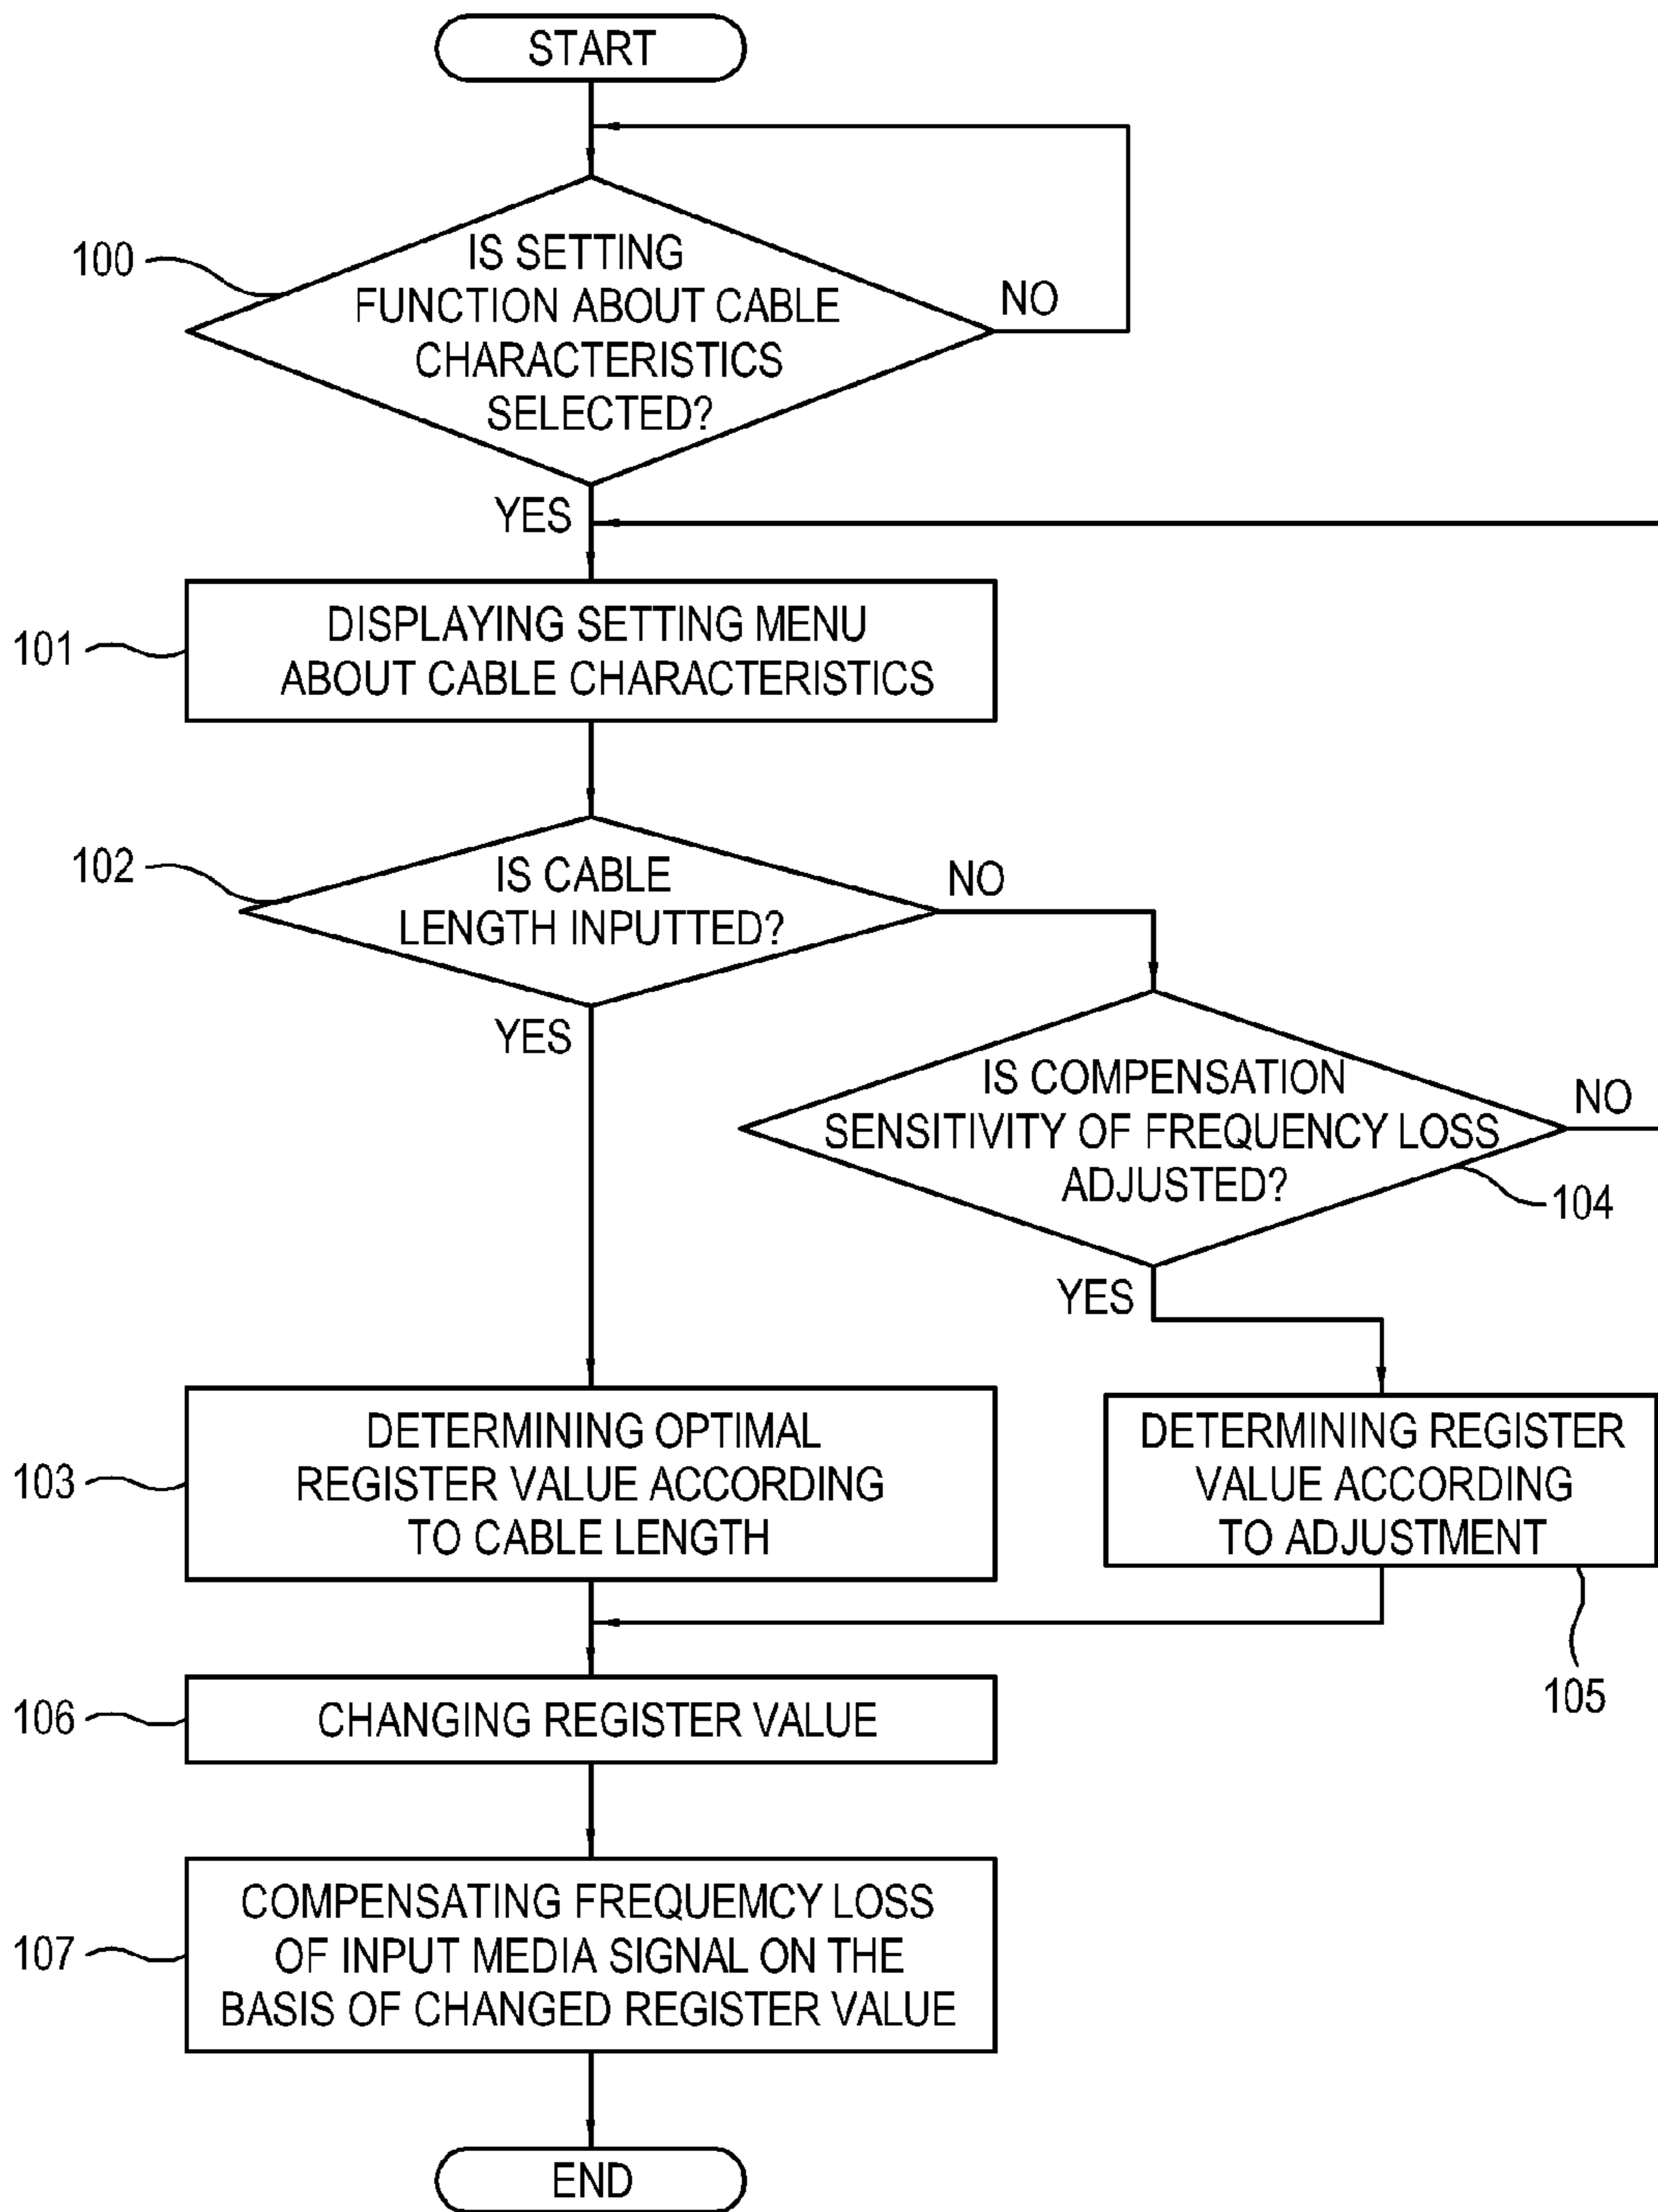 START
100
IS SETTING
FUNCTION ABOUT CABLE
CHARACTERISTICS
SELECTED?
NO
YES
101
DISPLAYING SETTING MENU
ABOUT CABLE CHARACTERISTICS
102
IS CABLE
LENGTH INPUTTED?
NO
YES
IS COMPENSATION
SENSITIVITY OF FREQUENCY LOSS
ADJUSTED?
NO
104
YES
103
DETERMINING OPTIMAL
REGISTER VALUE ACCORDING
TO CABLE LENGTH
DETERMINING REGISTER
VALUE ACCORDING
TO ADJUSTMENT
105
106
CHANGING REGISTER VALUE
107
COMPENSATING FREQUEMCY LOSS
OF INPUT MEDIA SIGNAL ON THE
BASIS OF CHANGED REGISTER VALUE
END